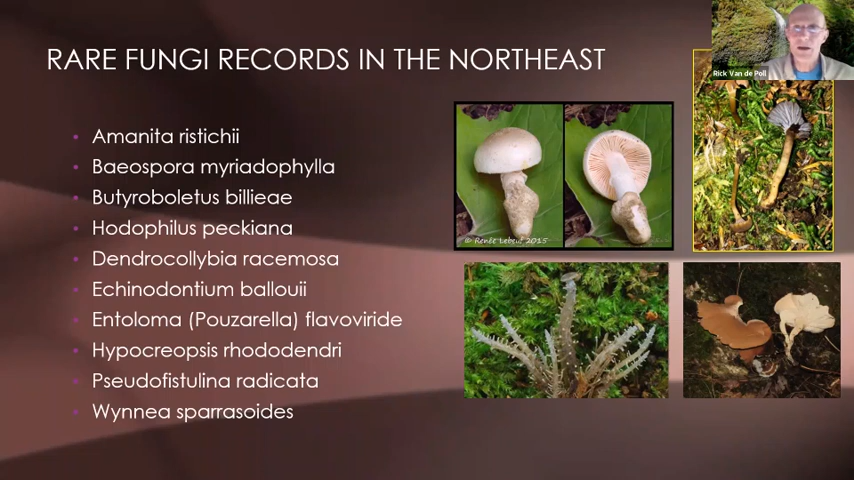 RARE FUNGI RECORDS IN THE NORTHEAST
Rick Van de Poll
Amanita ristichii
Baeospora myriadophylla
Butyroboletus billieae
Hodophilus peckiana
Dendrocollybia racemosa
Echinodontium ballouii
Entoloma (Pouzarella) flavoviride
Hypocreopsis rhododendri
Pseudofistulina radicata
Wynnea sparrasoides
© Renée Lebeuf 2015